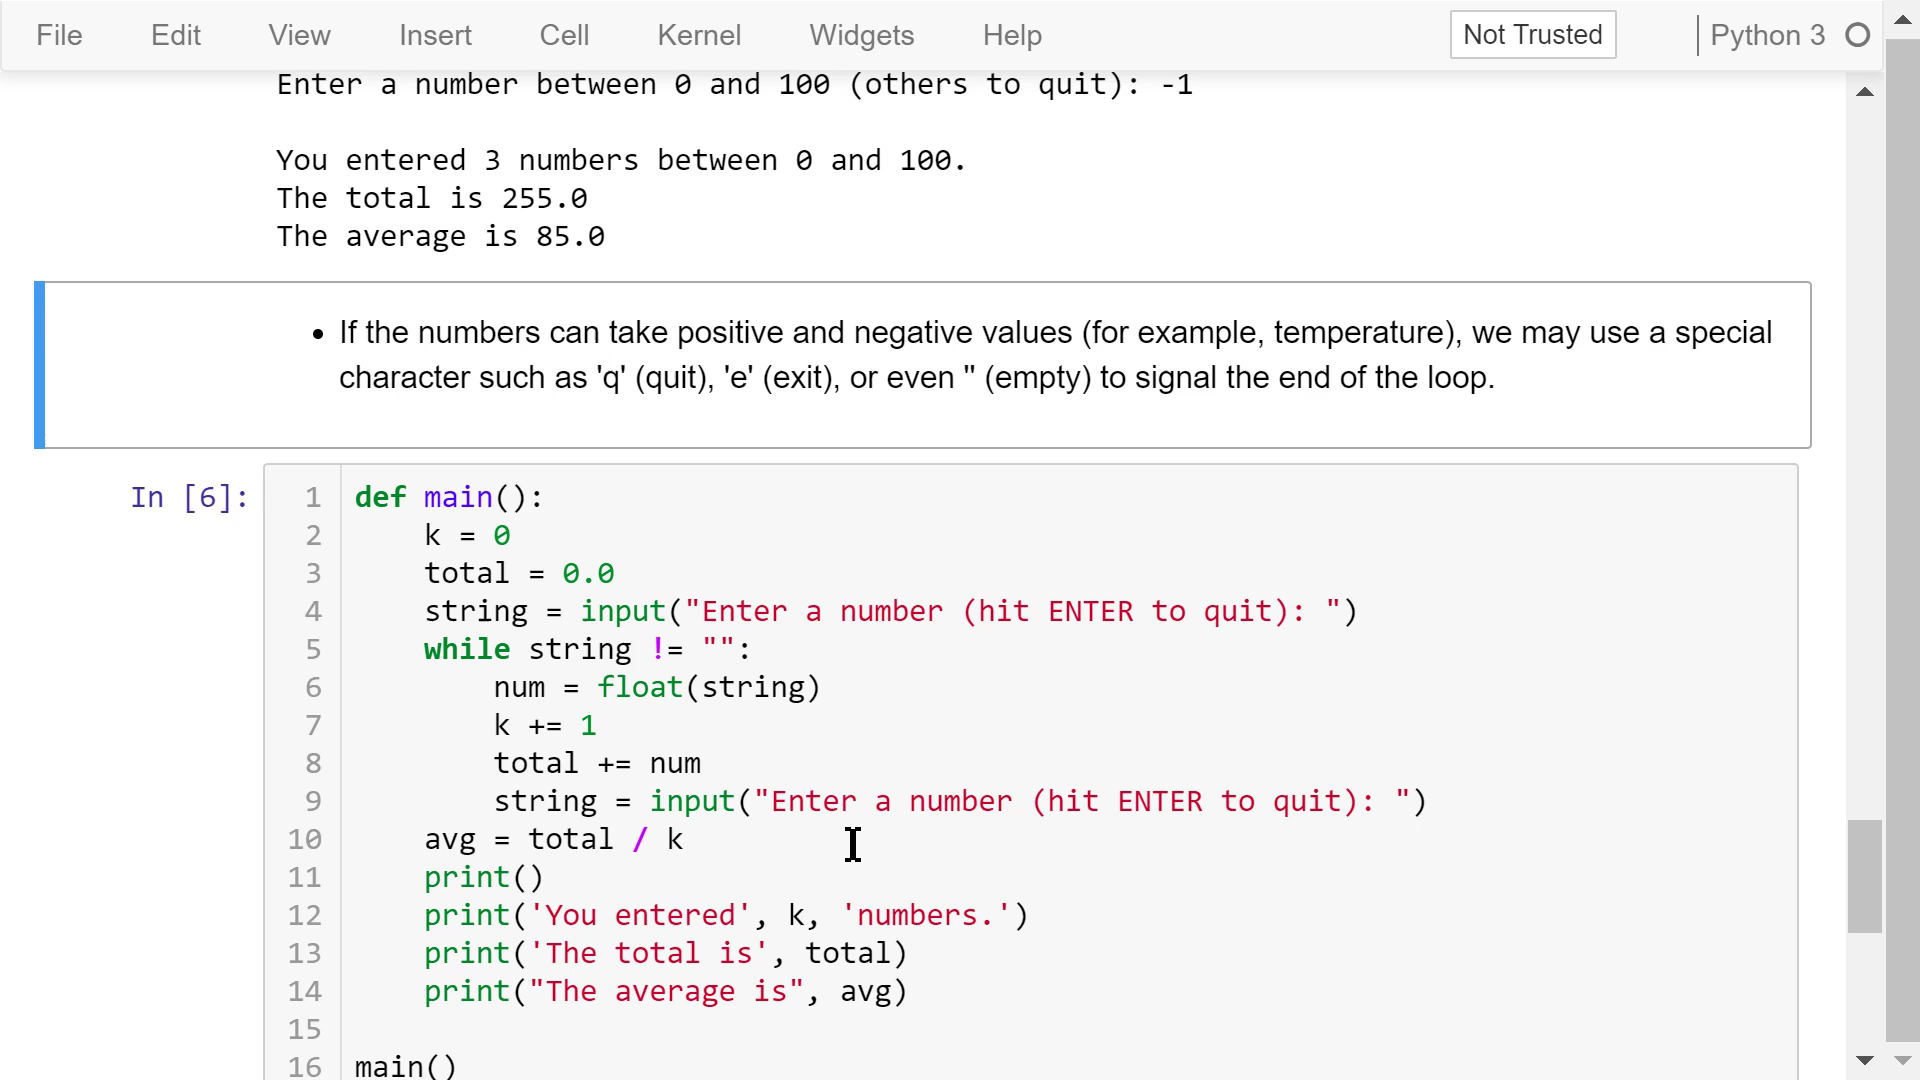 File Edit View Insert Cell Kernel Widgets Help Not Trusted Python 3
Enter a number between 0 and 100 (others to quit): -1
You entered 3 numbers between 0 and 100.
The total is 255.0
The average is 85.0
• If the numbers can take positive and negative values (for example, temperature), we may use a special
character such as 'q' (quit), 'e' (exit), or even '' (empty) to signal the end of the loop.
In [6]:
1 def main():
2     k = 0
3     total = 0.0
4     string = input("Enter a number (hit ENTER to quit): ")
5     while string != "":
6         num = float(string)
7         k += 1
8         total += num
9         string = input("Enter a number (hit ENTER to quit): ")
10     avg = total / k
11     print()
12     print('You entered', k, 'numbers.')
13     print('The total is', total)
14     print("The average is", avg)
15
16 main()